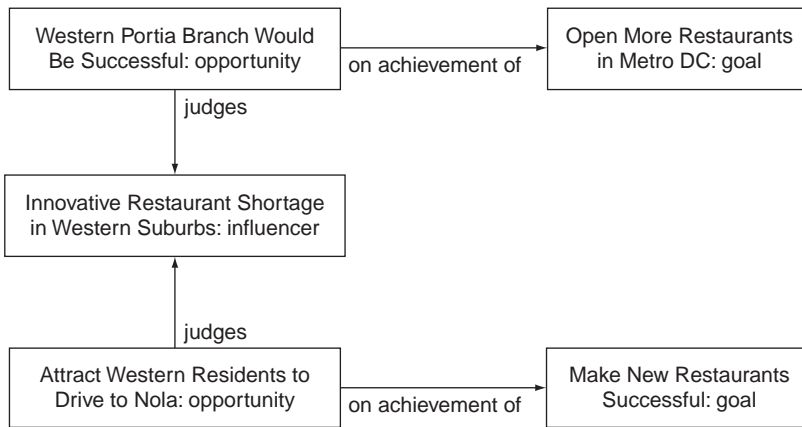 Western Portia Branch Would
Be Successful: opportunity
on achievement of
Open More Restaurants
in Metro DC: goal
judges
Innovative Restaurant Shortage
in Western Suburbs: influencer
judges
Attract Western Residents to
Drive to Nola: opportunity
on achievement of
Make New Restaurants
Successful: goal